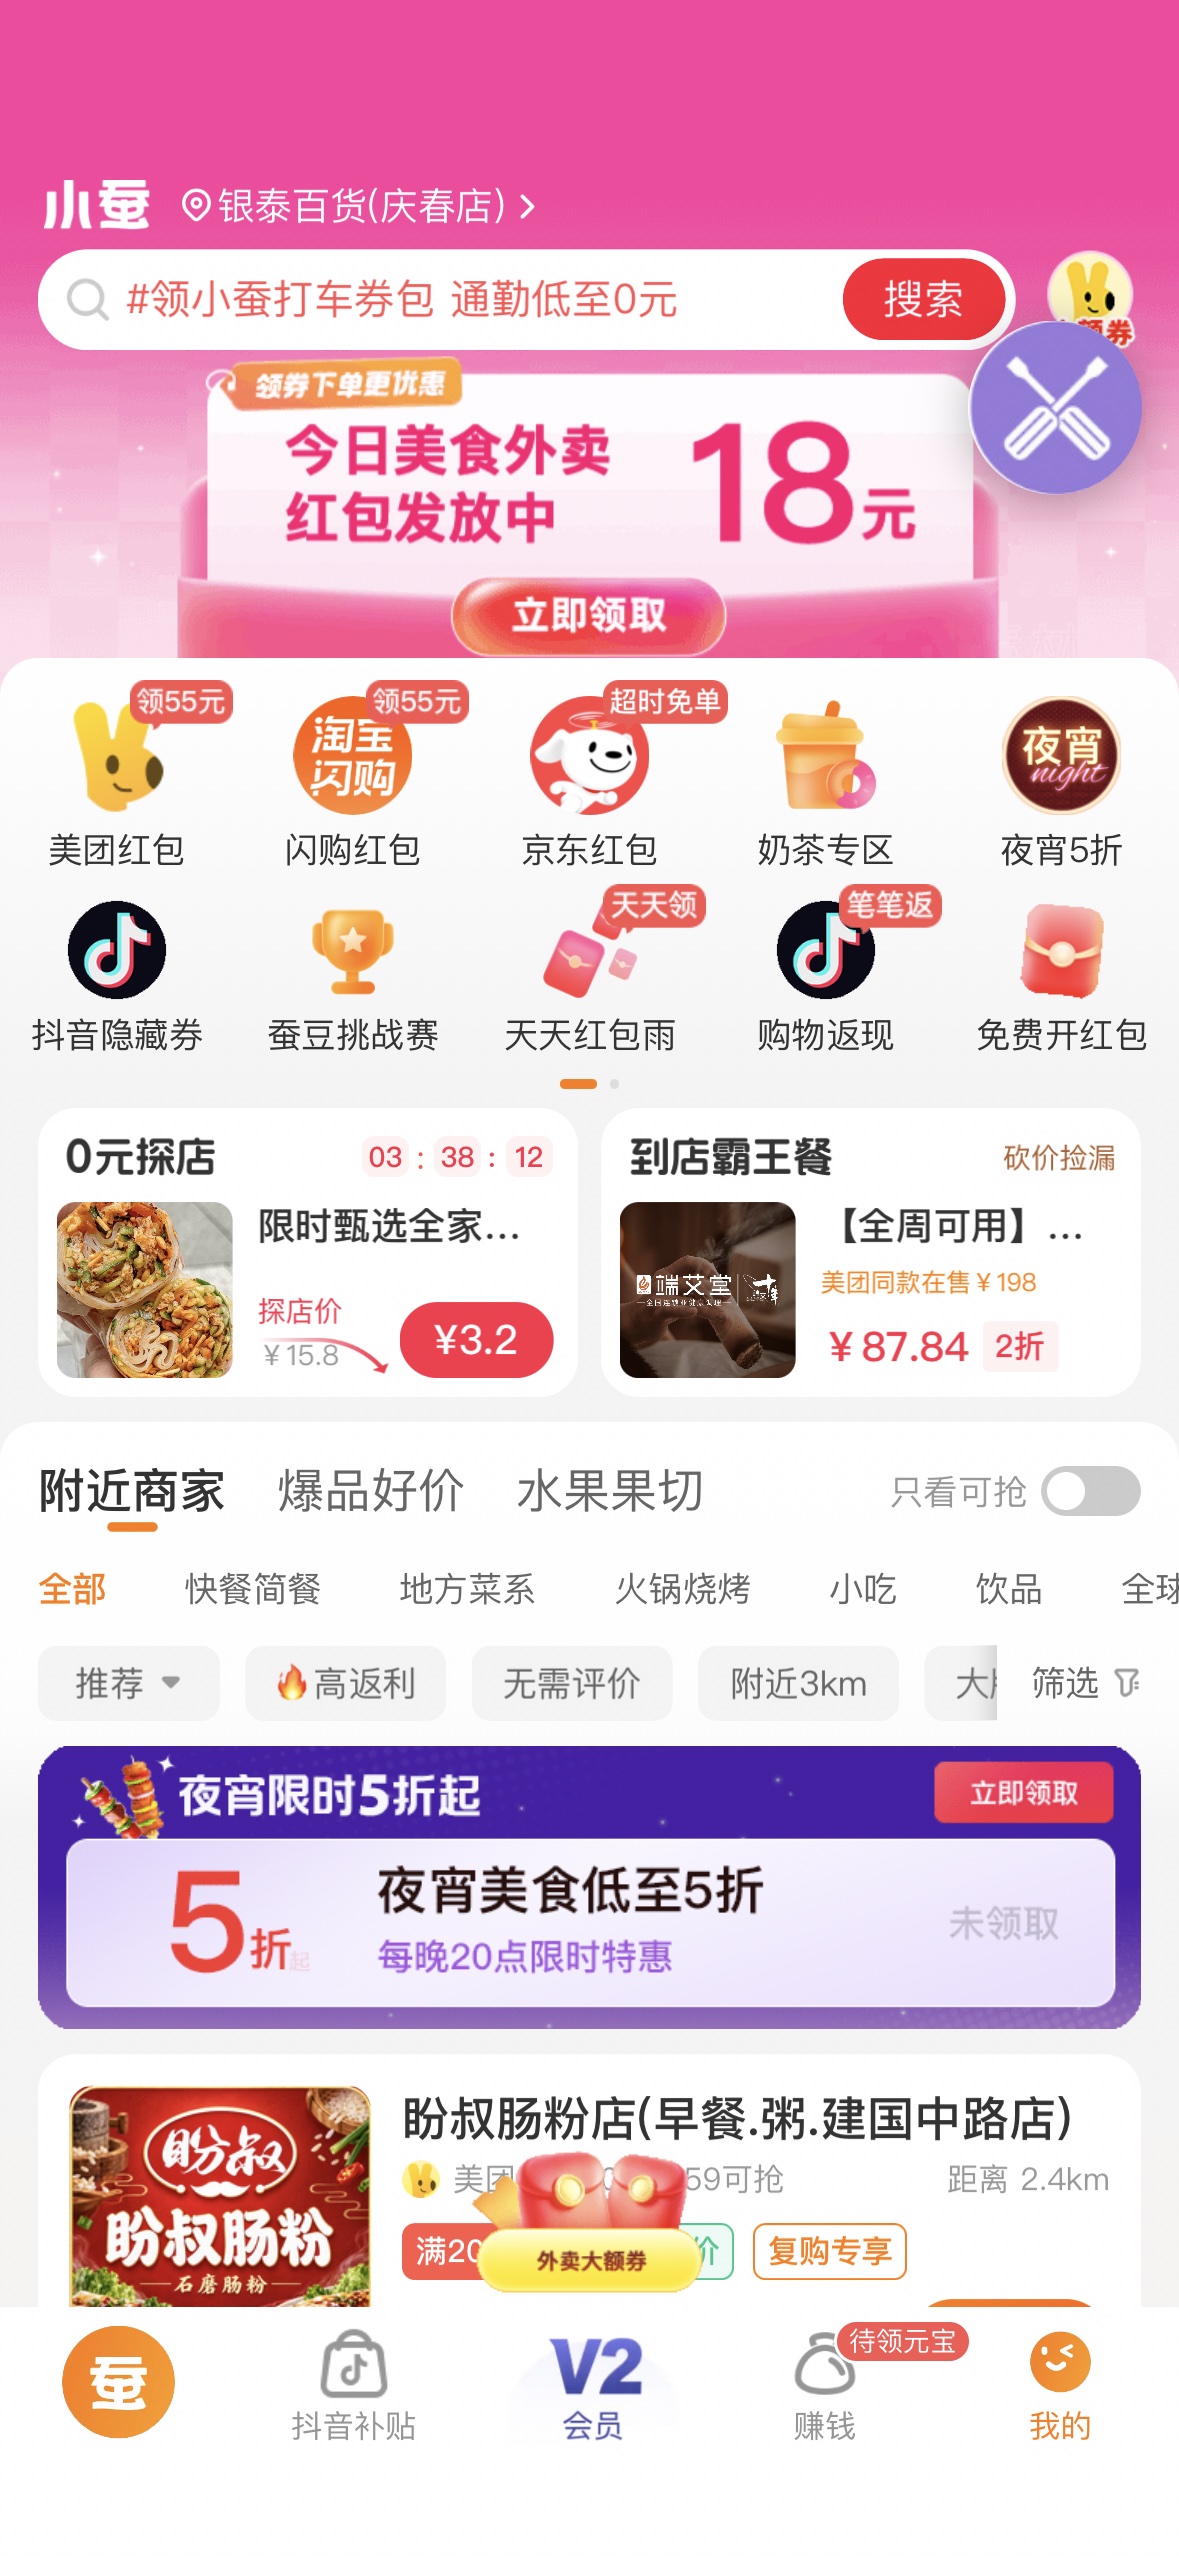 小蚕
银泰百货(庆春店)
#领小蚕打车券包 通勤低至0元
搜索
额券
领券下单更优惠
今日美食外卖
红包发放中
18元
立即领取
领55元
领55元
超时免单
淘宝
闪购
夜宵
night
美团红包
闪购红包
京东红包
奶茶专区
夜宵5折
天天领
笔笔返
抖音隐藏券
蚕豆挑战赛
天天红包雨
购物返现
免费开红包
0元探店
03 : 38 : 12
限时甄选全家...
探店价
¥15.8
¥3.2
到店霸王餐
砍价捡漏
端艾堂
【全周可用】...
美团同款在售¥198
¥87.84
2折
附近商家
爆品好价
水果果切
只看可抢
全部
快餐简餐
地方菜系
火锅烧烤
小吃
饮品
全球
推荐
高返利
无需评价
附近3km
筛选
夜宵限时5折起
立即领取
5折起
夜宵美食低至5折
每晚20点限时特惠
未领取
盼叔
盼叔肠粉
石磨肠粉
盼叔肠粉店(早餐.粥.建国中路店)
美团
59可抢
距离 2.4km
满20
价
复购专享
外卖大额券
蚕
抖音补贴
V2
会员
待领元宝
赚钱
我的